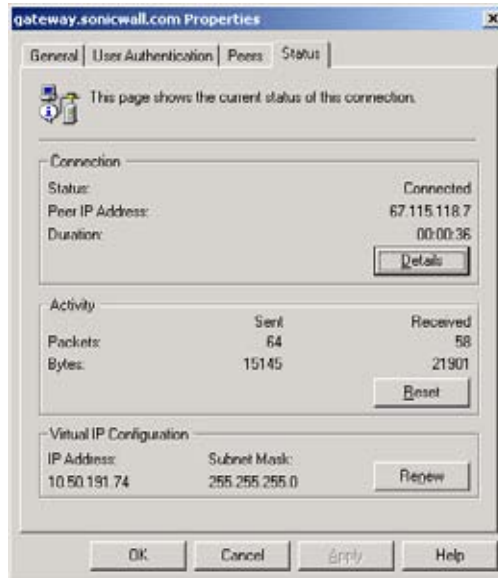 gateway.sonicwall.com Properties
General User Authentication Peers Status
This page shows the current status of this connection.
Connection
Status: Connected
Peer IP Address: 67.115.118.7
Duration: 00:00:36
Details
Activity
Sent Received
Packets: 64 58
Bytes: 15145 21901
Reset
Virtual IP Configuration
IP Address: Subnet Mask:
10.50.191.74 255.255.255.0
Renew
OK Cancel Apply Help